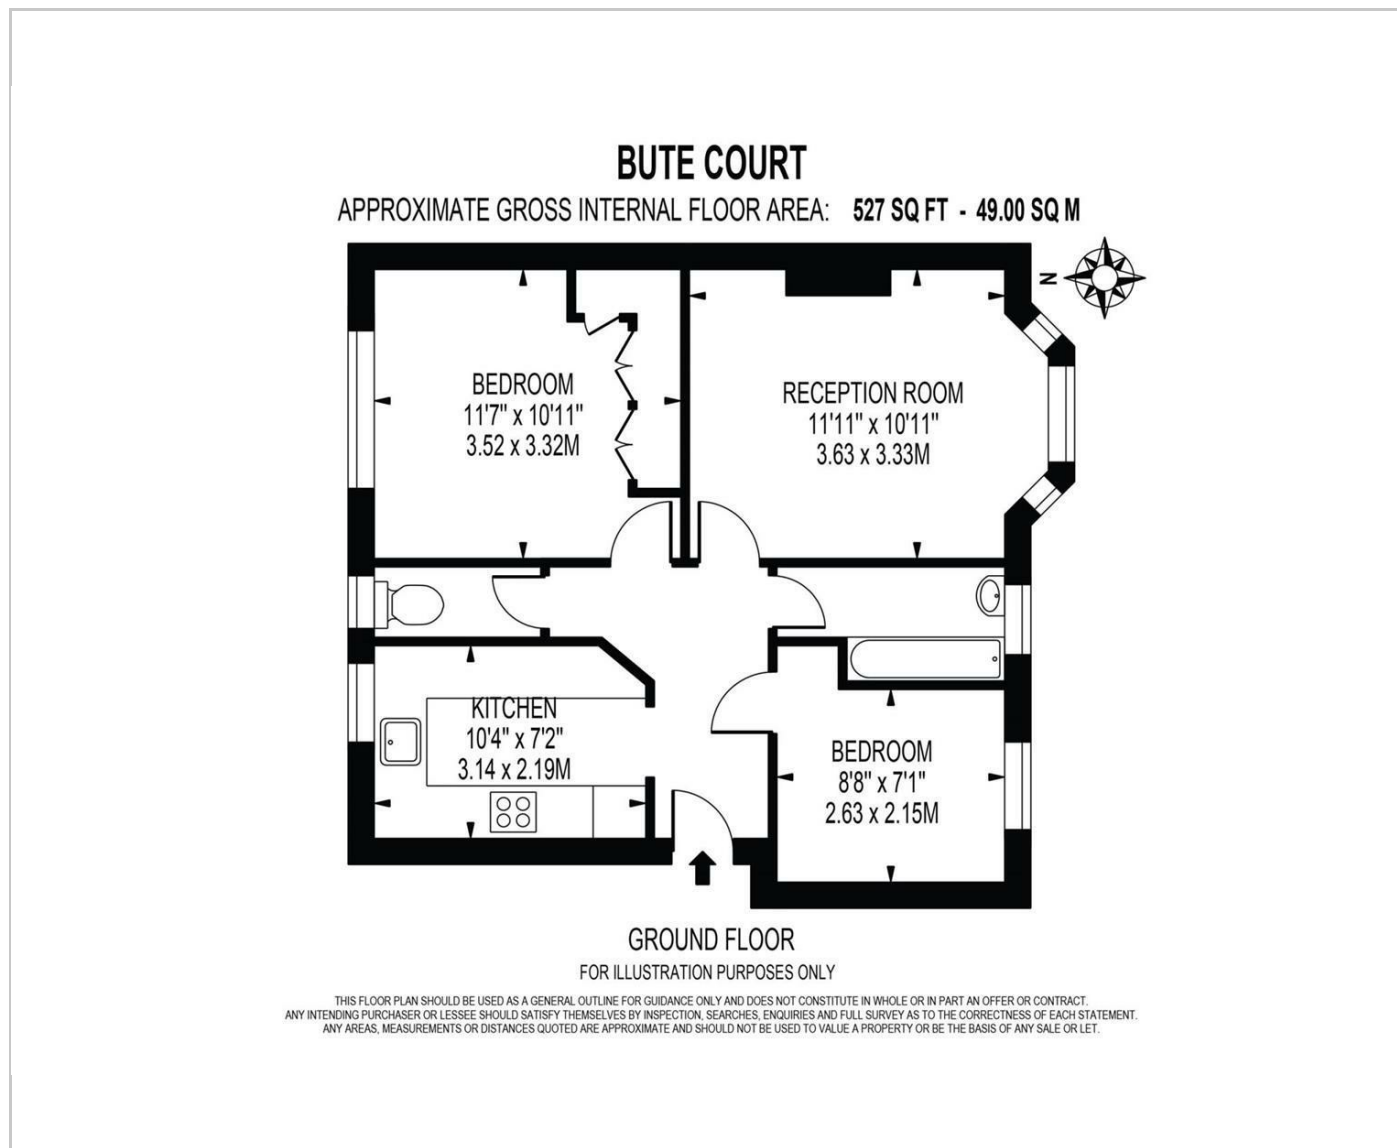 BUTE COURT
APPROXIMATE GROSS INTERNAL FLOOR AREA: 527 SQ FT - 49.00 SQ M
N
BEDROOM
11'7" x 10'11"
3.52 x 3.32M
RECEPTION ROOM
11'11" x 10'11"
3.63 x 3.33M
KITCHEN
10'4" x 7'2"
3.14 x 2.19M
BEDROOM
8'8" x 7'1"
2.63 x 2.15M
GROUND FLOOR
FOR ILLUSTRATION PURPOSES ONLY
THIS FLOOR PLAN SHOULD BE USED AS A GENERAL OUTLINE FOR GUIDANCE ONLY AND DOES NOT CONSTITUTE IN WHOLE OR IN PART AN OFFER OR CONTRACT.
ANY INTENDING PURCHASER OR LESSEE SHOULD SATISFY THEMSELVES BY INSPECTION, SEARCHES, ENQUIRIES AND FULL SURVEY AS TO THE CORRECTNESS OF EACH STATEMENT.
ANY AREAS, MEASUREMENTS OR DISTANCES QUOTED ARE APPROXIMATE AND SHOULD NOT BE USED TO VALUE A PROPERTY OR BE THE BASIS OF ANY SALE OR LET.